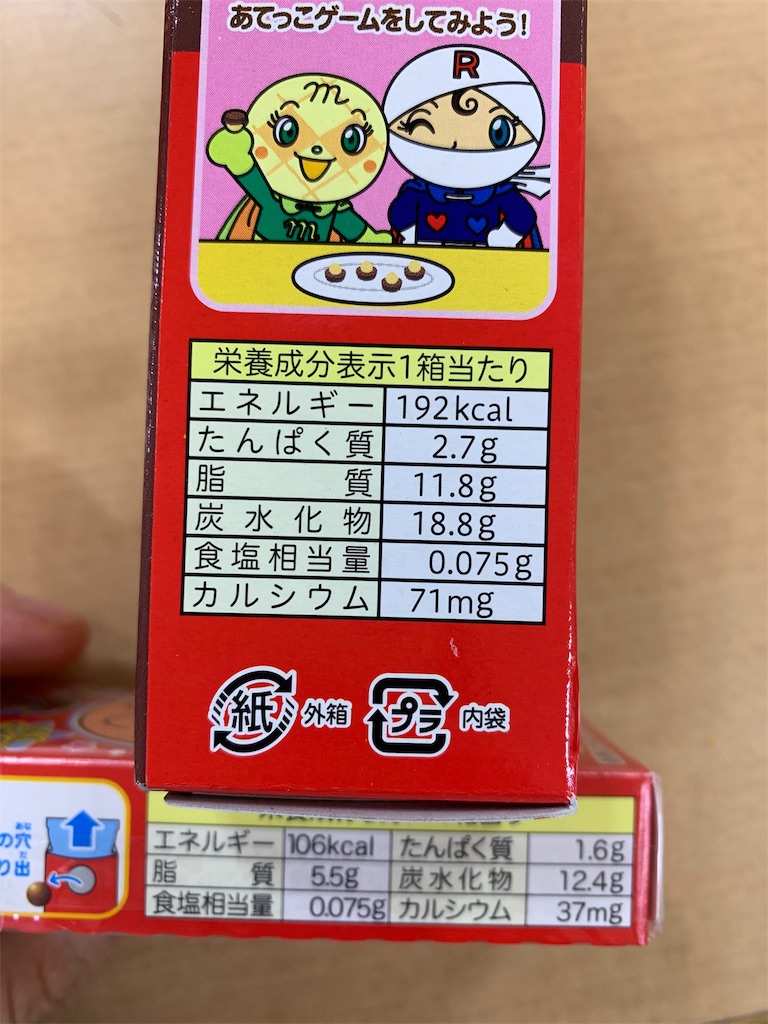 あてっこゲームをしてみよう!
R
m
m
栄養成分表示1箱当たり
エネルギー 192kcal
たんぱく質 2.7g
脂質 11.8g
炭水化物 18.8g
食塩相当量 0.075g
カルシウム 71mg
紙 外箱 プラ 内袋
の穴
あな
り出
だ
エネルギー 106kcal たんぱく質 1.6g
脂質 5.5g 炭水化物 12.4g
食塩相当量 0.075g カルシウム 37mg